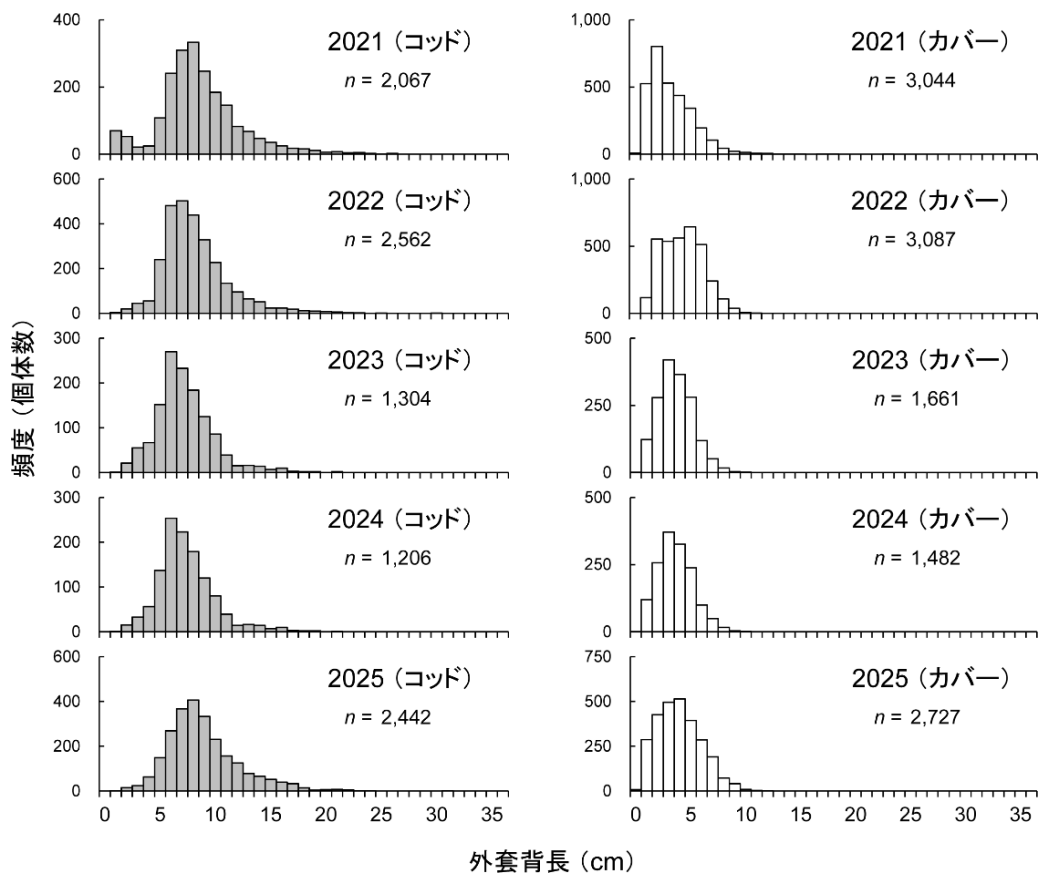 頻度（個体数）
400
200
0
2021（コッド）
n = 2,067
1,000
500
0
2021（カバー）
n = 3,044
600
400
200
0
2022（コッド）
n = 2,562
1,000
500
0
2022（カバー）
n = 3,087
300
200
100
0
2023（コッド）
n = 1,304
500
250
0
2023（カバー）
n = 1,661
300
200
100
0
2024（コッド）
n = 1,206
500
250
0
2024（カバー）
n = 1,482
600
400
200
0
2025（コッド）
n = 2,442
750
500
250
0
2025（カバー）
n = 2,727
0 5 10 15 20 25 30 35
0 5 10 15 20 25 30 35
外套背長（cm）